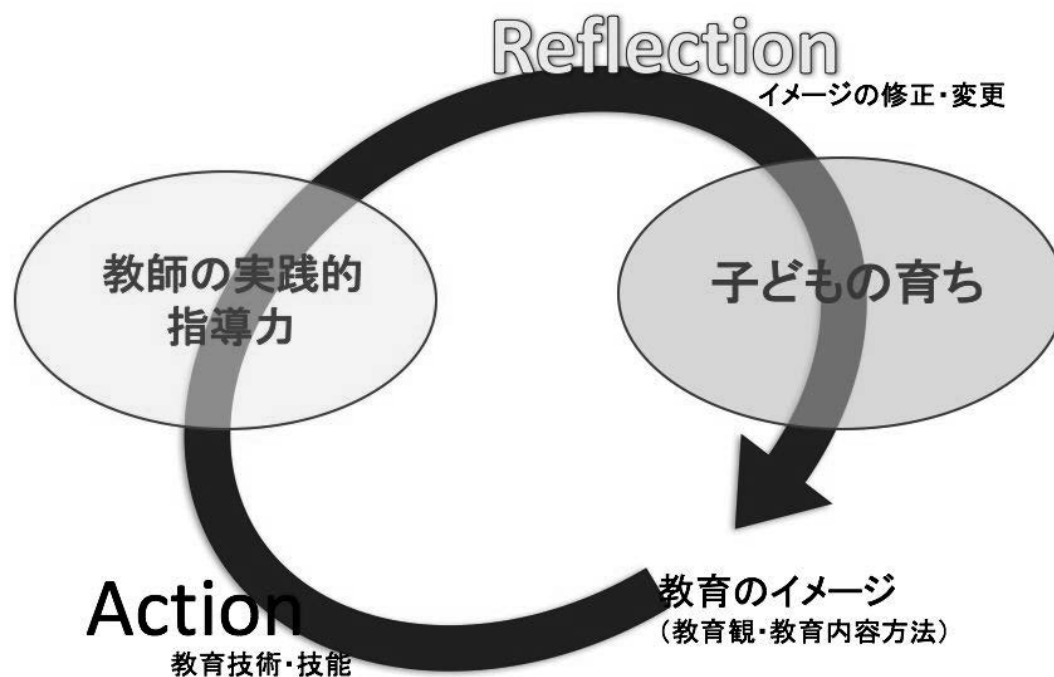 Reflection
イメージの修正・変更
教師の実践的
指導力
子どもの育ち
Action
教育技術・技能
教育のイメージ
（教育観・教育内容方法）